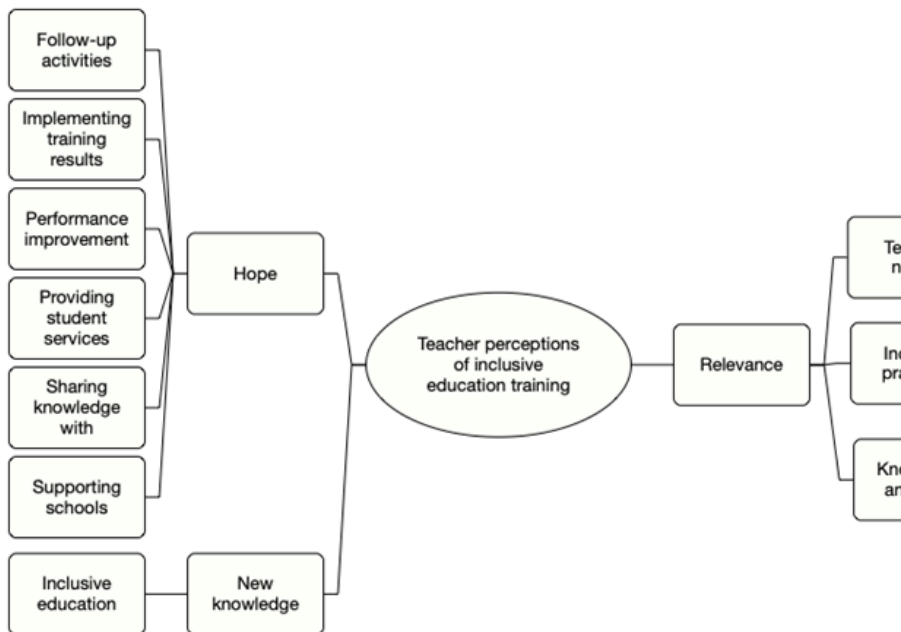 Follow-up
activities
Implementing
training
results
Performance
improvement
Providing
student
services
Sharing
knowledge
with
Supporting
schools
Inclusive
education
Hope
New
knowledge
Teacher perceptions
of inclusive
education training
Relevance